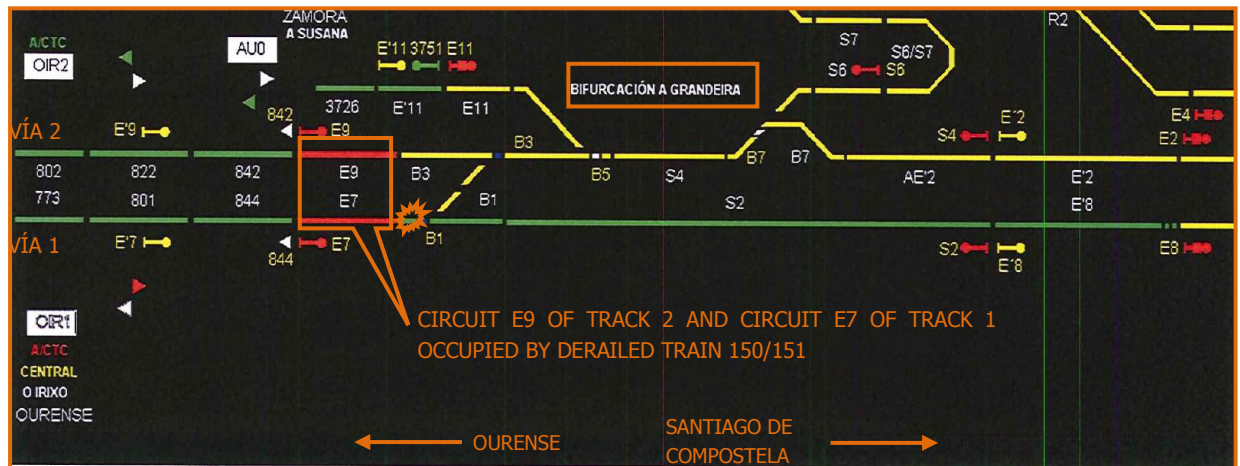 ZAMORA
A SUSANA
R2
A/CTC
OIR2
AU0
E'11 3751 E11
S7
S6/S7
S6 S6
BIFURCACIÓN A GRANDEIRA
3726 E'11 E11
842
E4
VÍA 2
E'9
E9
B3
S4
E´2
E2
802 822 842 E9 B3 B5 S4 B7 B7 AE'2 E'2
773 801 844 E7 B1 S2 E'8
VÍA 1
E'7
844
E7
B1
S2
E´8
E8
CIRCUIT E9 OF TRACK 2 AND CIRCUIT E7 OF TRACK 1
OCCUPIED BY DERAILED TRAIN 150/151
OIR1
A/CTC
CENTRAL
O IRIXO
OURENSE
OURENSE
SANTIAGO DE
COMPOSTELA